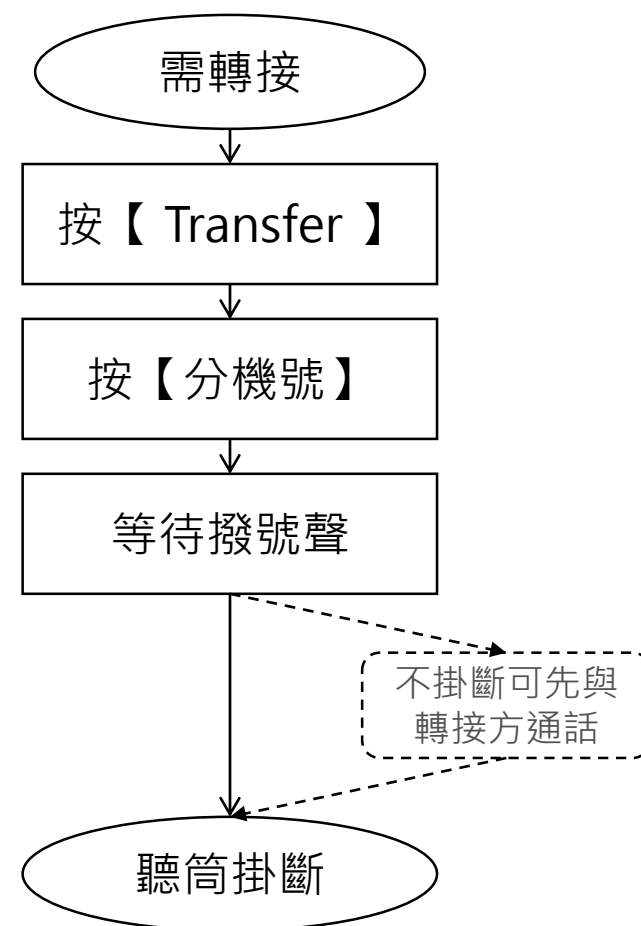 需轉接
按【 Transfer 】
按【分機號】
等待撥號聲
不掛斷可先與
轉接方通話
聽筒掛斷